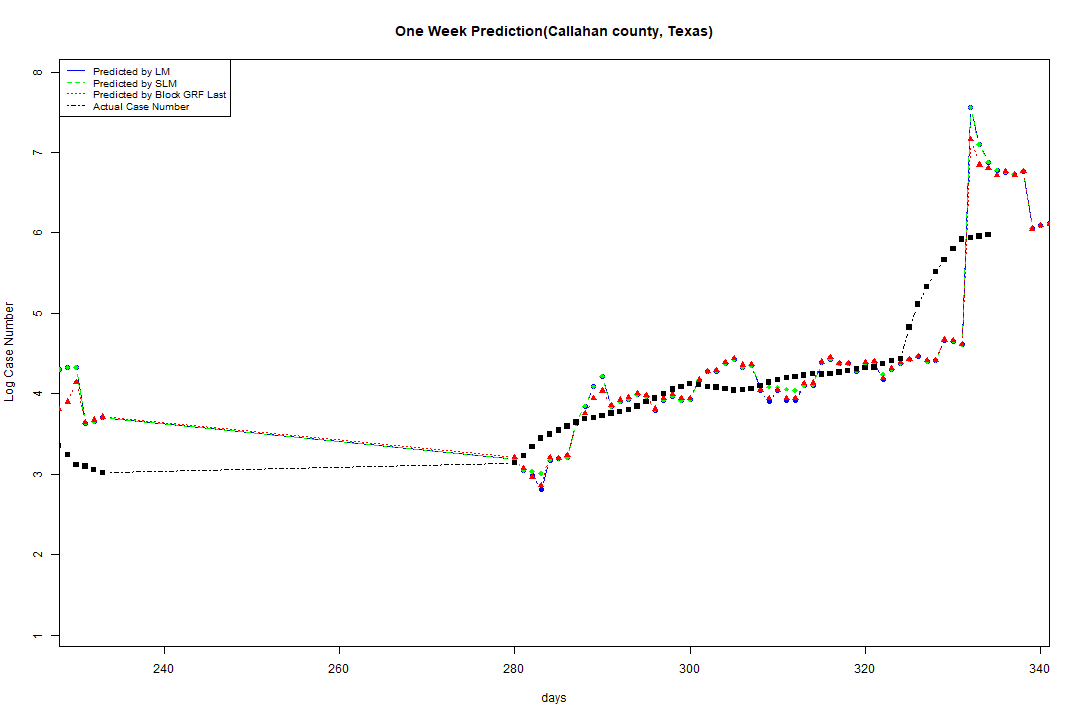 One Week Prediction(Callahan county, Texas)
Predicted by LM
Predicted by SLM
Predicted by Block GRF Last
Actual Case Number
8
7
6
5
4
3
2
1
Log Case Number
240
260
280
300
320
340
days